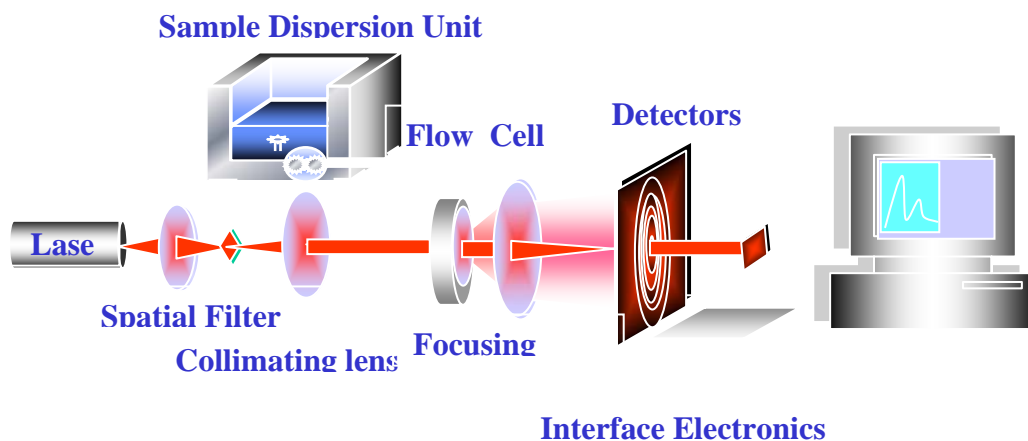 Sample Dispersion Unit
Flow Cell
Detectors
Lase
Spatial Filter
Collimating lens
Focusing
Interface Electronics